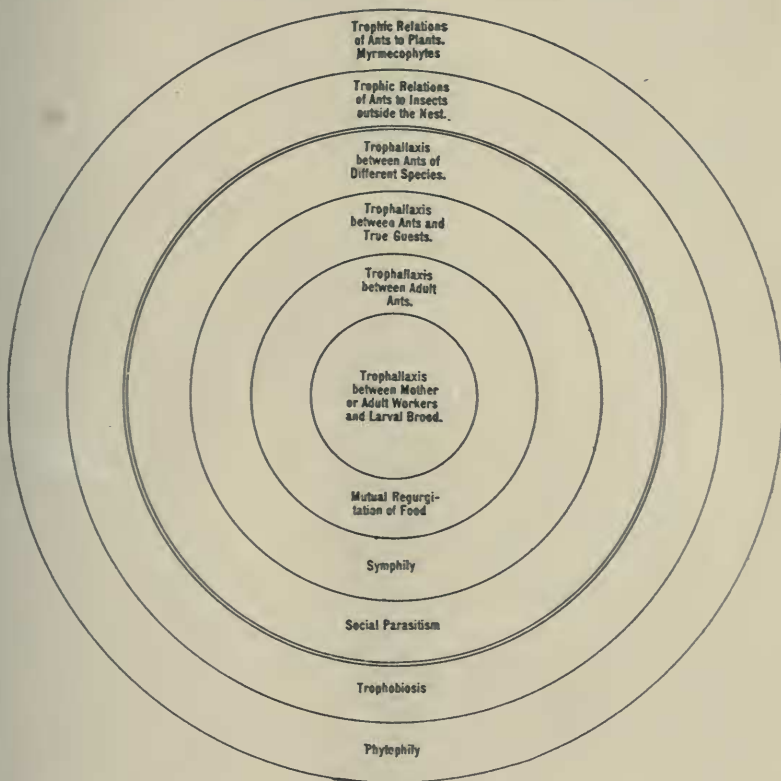 Trophic Relations
of Ants to Plants.
Myrmecophytes
Trophic Relations
of Ants to Insects
outside the Nest.
Trophallaxis
between Ants of
Different Species.
Trophallaxis
between Ants and
True Guests.
Trophallaxis
between Adult
Ants.
Trophallaxis
between Mother
or Adult Workers
and Larval Brood.
Mutual Regurgi-
tation of Food
Symphily
Social Parasitism
Trophobiosis
Phytophily